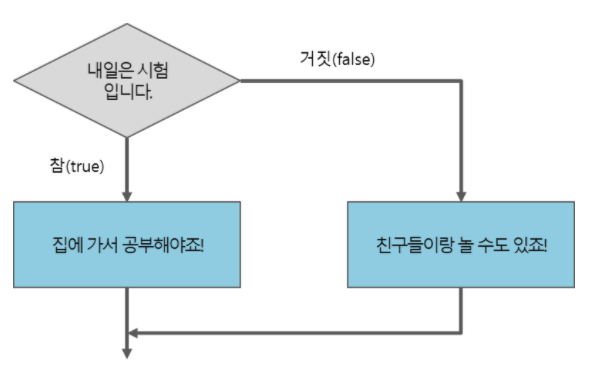 내일은 시험
입니다.
거짓(false)
참(true)
집에 가서 공부해야죠!
친구들이랑 놀 수도 있죠!